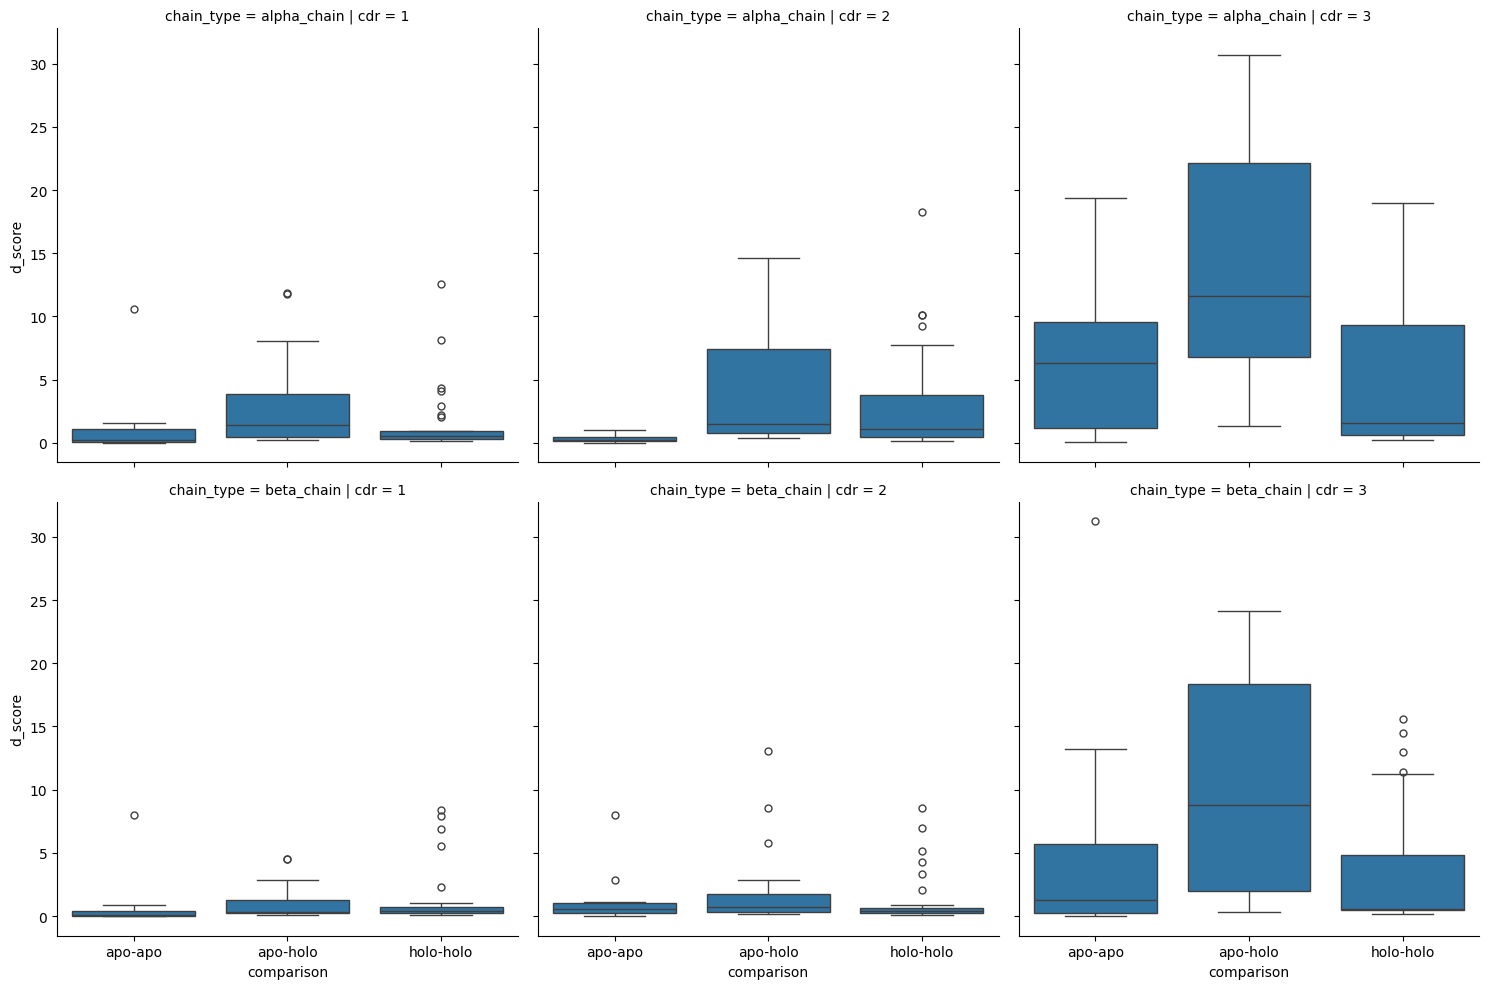 chain_type = alpha_chain | cdr = 1
chain_type = alpha_chain | cdr = 2
chain_type = alpha_chain | cdr = 3
30
25
20
15
10
5
0
d_score
chain_type = beta_chain | cdr = 1
chain_type = beta_chain | cdr = 2
chain_type = beta_chain | cdr = 3
30
25
20
15
10
5
0
d_score
apo-apo apo-holo holo-holo
comparison
apo-apo apo-holo holo-holo
comparison
apo-apo apo-holo holo-holo
comparison